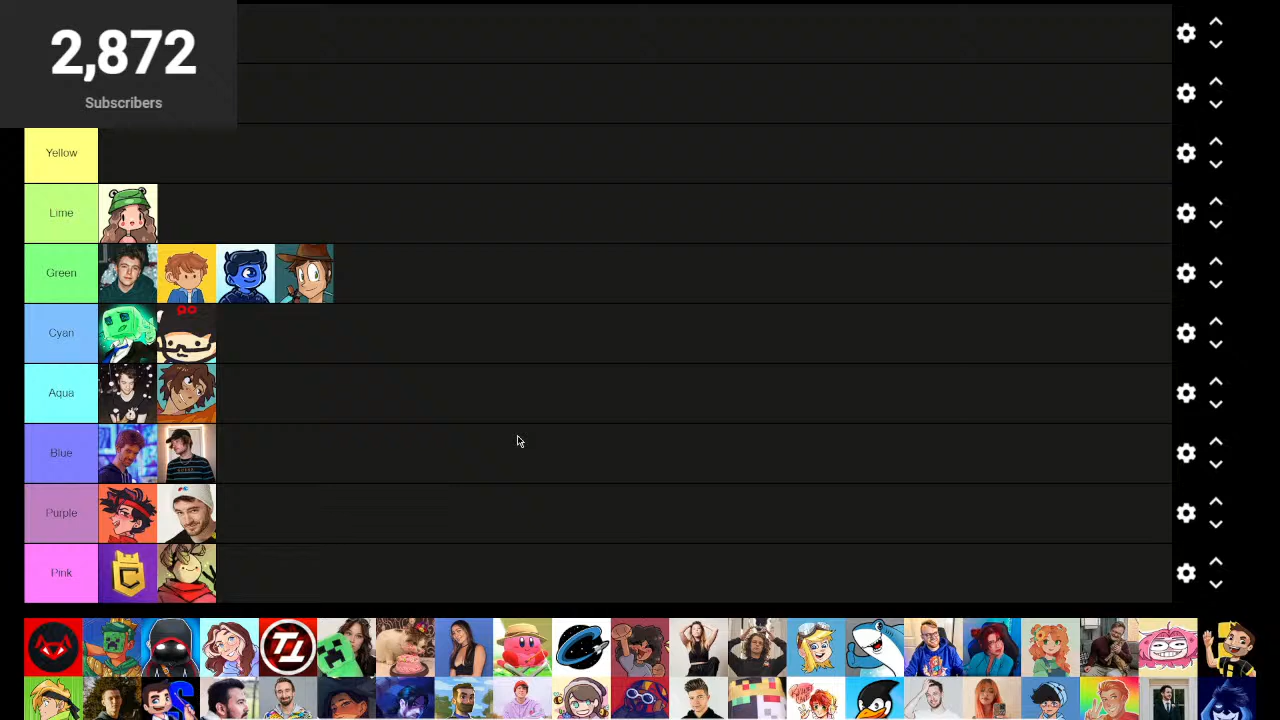 2,872
Subscribers
Yellow
Lime
Green
Cyan
Aqua
Blue
Purple
Pink